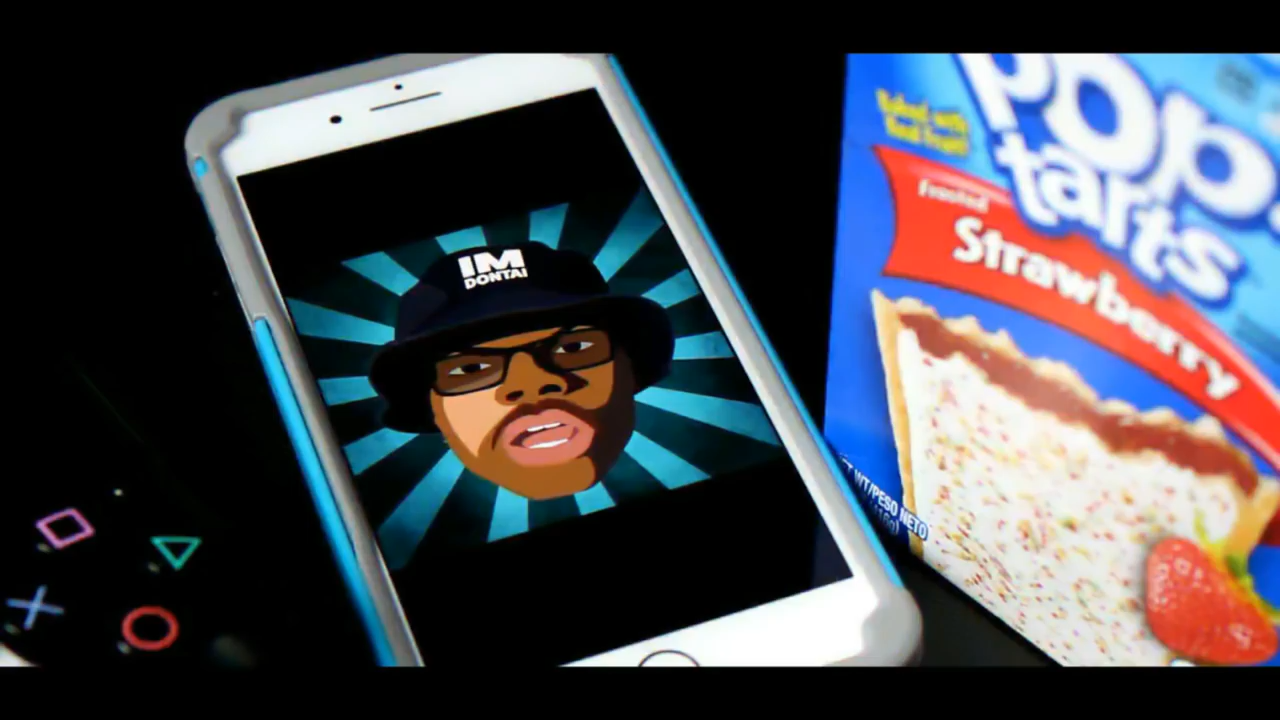 IM
DONTAI
Baked with
Real Fruit!
pop.
tarts
Frosted
Strawberry
NET WT/PESO NETO